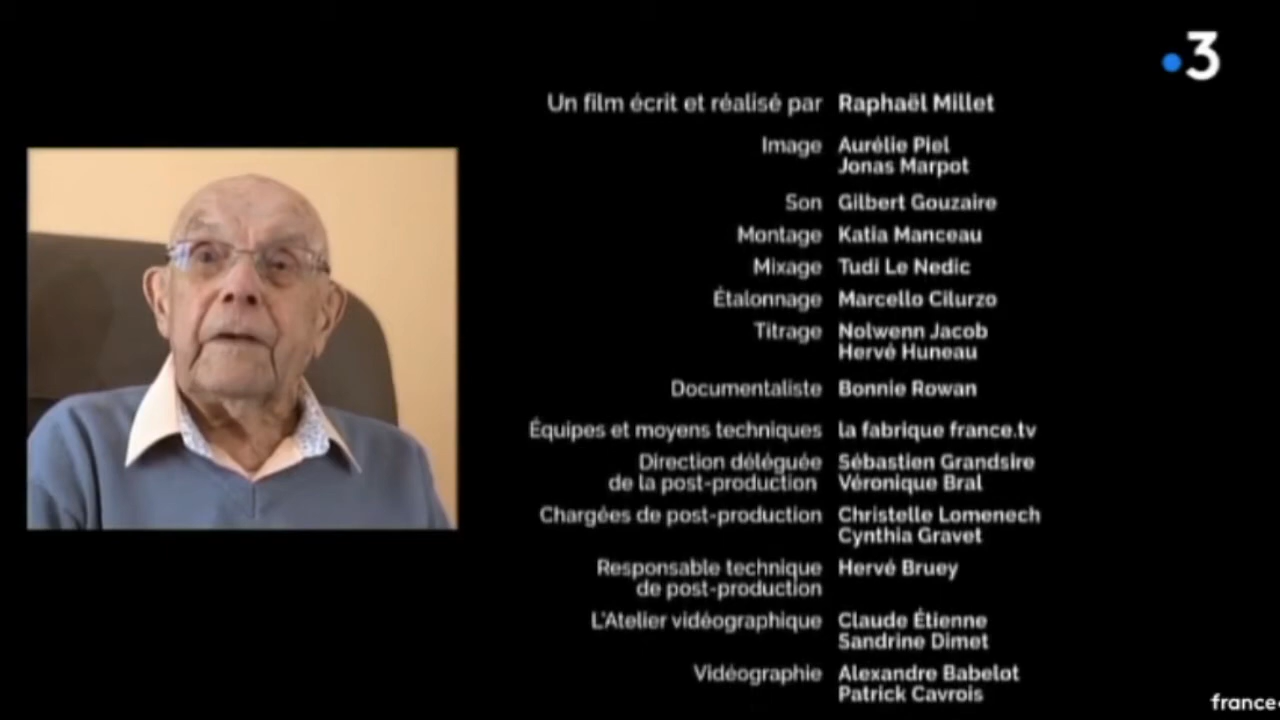 3
Un film écrit et réalisé par Raphaël Millet
Image Aurélie Piel
Jonas Marpot
Son Gilbert Gouzaire
Montage Katia Manceau
Mixage Tudi Le Nedic
Étalonnage Marcello Cilurzo
Titrage Nolwenn Jacob
Hervé Huneau
Documentaliste Bonnie Rowan
Équipes et moyens techniques la fabrique france.tv
Direction déléguée Sébastien Grandsire
de la post-production Véronique Bral
Chargées de post-production Christelle Lomenech
Cynthia Gravet
Responsable technique Hervé Bruey
de post-production
L'Atelier vidéographique Claude Étienne
Sandrine Dimet
Vidéographie Alexandre Babelot
Patrick Cavrois
france